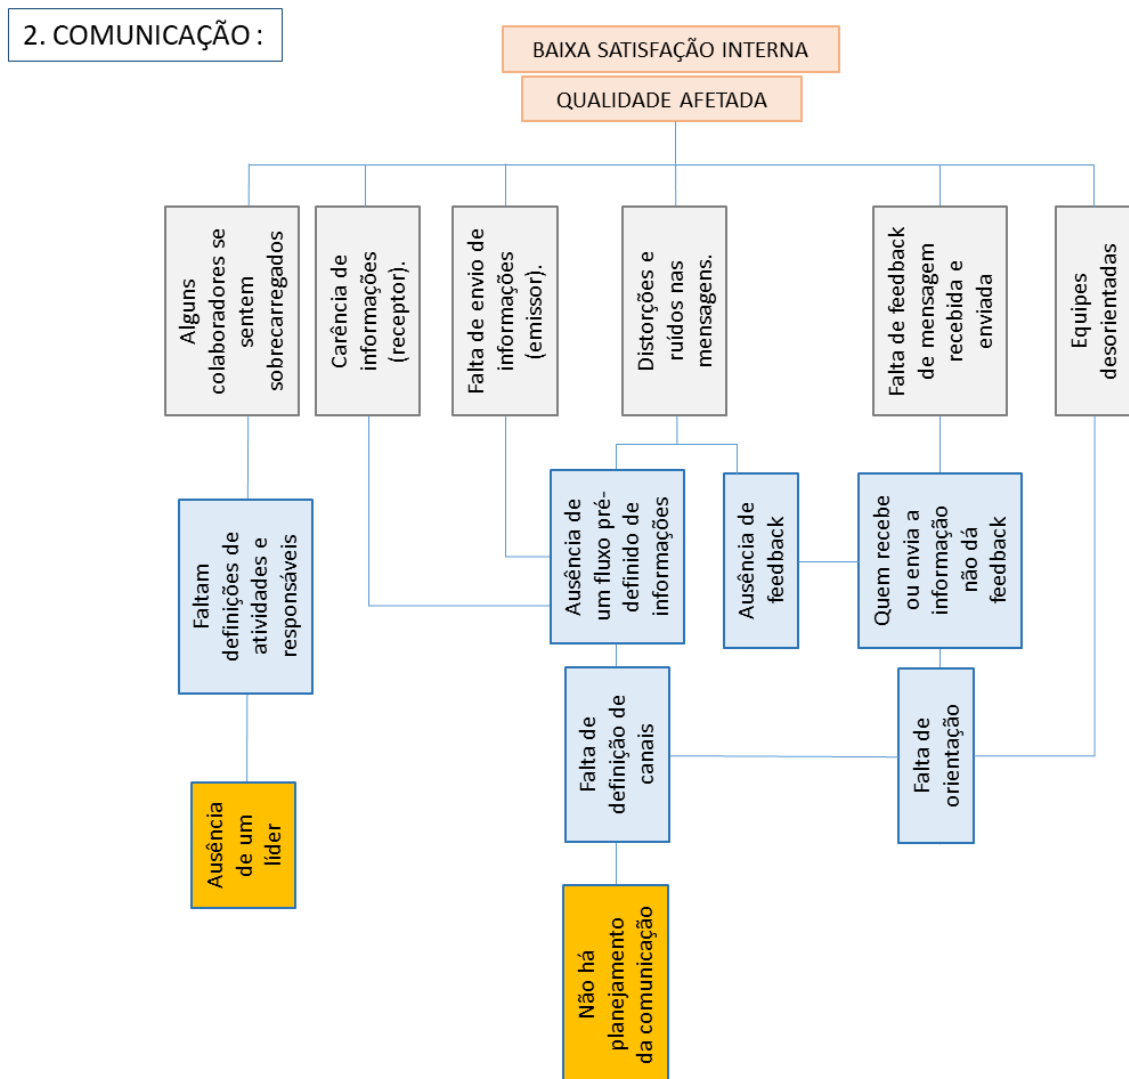 2. COMUNICAÇÃO :
BAIXA SATISFAÇÃO INTERNA
QUALIDADE AFETADA
Alguns
colaboradores se
sentem
sobrecarregados
Carência de
informações
(receptor).
Falta de envio de
informações
(emissor).
Distorções e
ruídos nas
mensagens.
Falta de feedback
de mensagem
recebida e
enviada
Equipes
desorientadas
Faltam
definições de
atividades e
responsáveis
Ausência de
um fluxo pré-
definido de
informações
Ausência de
feedback
Quem recebe
ou envia a
informação
não dá
feedback
Falta de
definição de
canais
Falta de
orientação
Ausência
de um
líder
Não há
planejamento
da comunicação